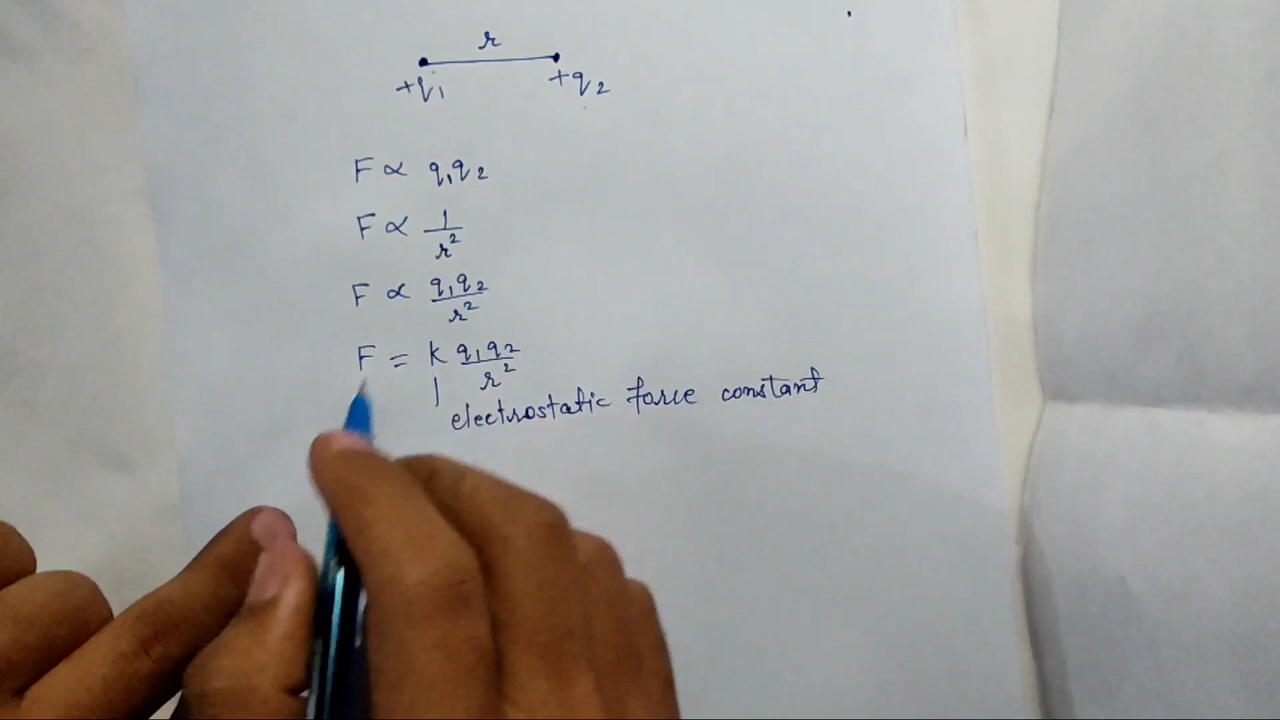 r
+q₁ +q₂
F ∝ q₁q₂
F ∝ 1/r²
F ∝ q₁q₂/r²
F = k q₁q₂/r²
electrostatic force constant